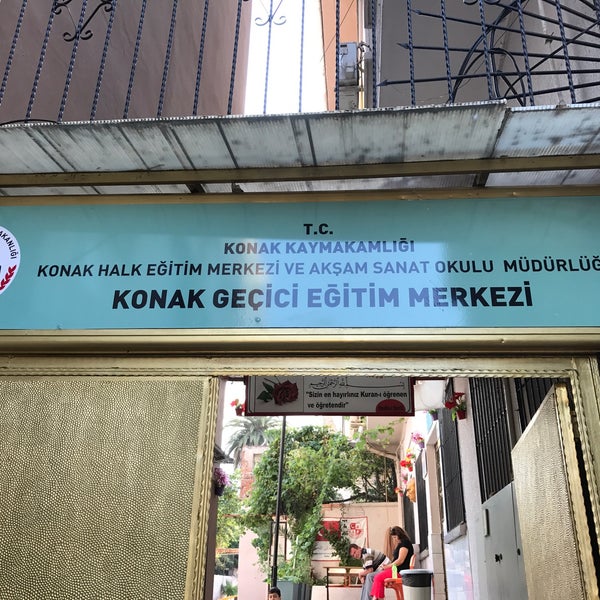 T.C.
KONAK KAYMAKAMLIĞI
KONAK HALK EĞİTİM MERKEZİ VE AKŞAM SANAT OKULU MÜDÜRLÜĞ
KONAK GEÇİCİ EĞİTİM MERKEZİ
"Sizin en hayırlınız Kuran-ı öğrenen
ve öğretendir"